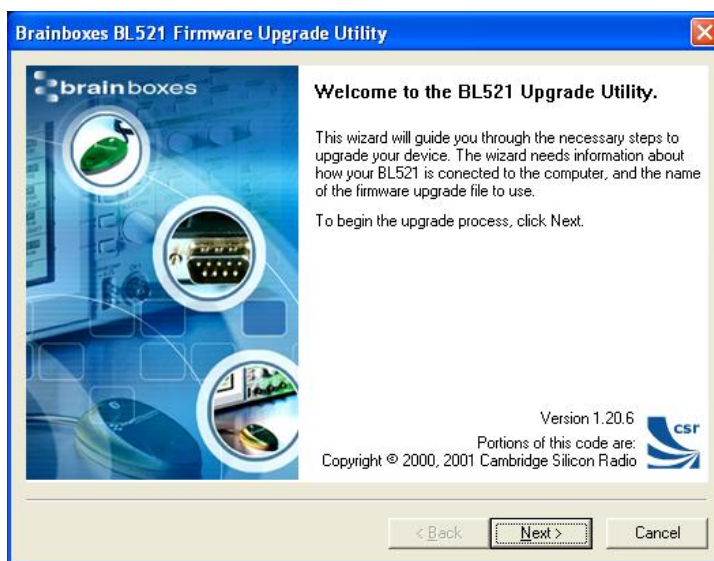 Brainboxes BL521 Firmware Upgrade Utility
brainboxes
Welcome to the BL521 Upgrade Utility.
This wizard will guide you through the necessary steps to
upgrade your device. The wizard needs information about
how your BL521 is conected to the computer, and the name
of the firmware upgrade file to use.
To begin the upgrade process, click Next.
Version 1.20.6
csr
Portions of this code are:
Copyright © 2000, 2001 Cambridge Silicon Radio
< Back
Next >
Cancel